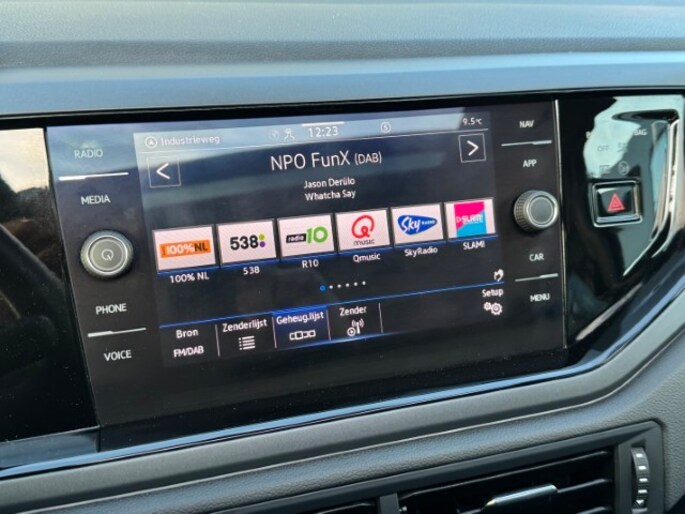 RADIO
MEDIA
PHONE
VOICE
Industrieweg
12:23
9.5°C
NPO FunX (DAB)
Jason Derülo
Whatcha Say
100%NL
538
radio10
Q
music
Sky RADIO
SLAM!
100% NL
538
R10
Qmusic
SkyRadio
SLAM!
Bron
FM/DAB
Zenderlijst
Geheug.lijst
Zender
Setup
NAV
APP
CAR
MENU